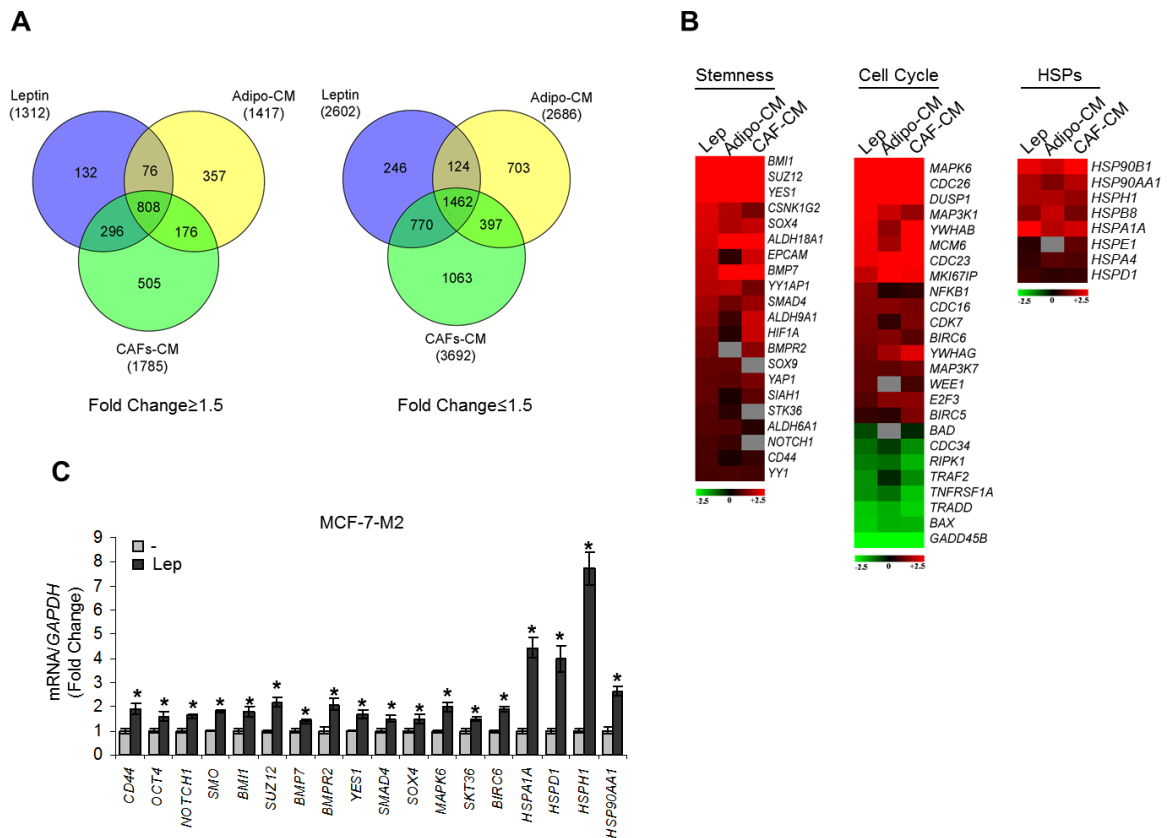 A
Leptin
(1312)
Adipo-CM
(1417)
132
76
357
808
296
176
505
CAFs-CM
(1785)
Fold Change≥1.5
Leptin
(2602)
Adipo-CM
(2686)
246
124
703
1462
770
397
1063
CAFs-CM
(3692)
Fold Change≤1.5
B
Stemness
Lep
Adipo-CM
CAF-CM
BMI1
SUZ12
YES1
CSNK1G2
SOX4
ALDH18A1
EPCAM
BMP7
YY1AP1
SMAD4
ALDH9A1
HIF1A
BMPR2
SOX9
YAP1
SIAH1
STK36
ALDH6A1
NOTCH1
CD44
YY1
-2.5 0 +2.5
Cell Cycle
Lep
Adipo-CM
CAF-CM
MAPK6
CDC26
DUSP1
MAP3K1
YWHAB
MCM6
CDC23
MKI67IP
NFKB1
CDC16
CDK7
BIRC6
YWHAG
MAP3K7
WEE1
E2F3
BIRC5
BAD
CDC34
RIPK1
TRAF2
TNFRSF1A
TRADD
BAX
GADD45B
-2.5 0 +2.5
HSPs
Lep
Adipo-CM
CAF-CM
HSP90B1
HSP90AA1
HSPH1
HSPB8
HSPA1A
HSPE1
HSPA4
HSPD1
-2.5 0 +2.5
C
MCF-7-M2
-
Lep
mRNA/GAPDH
(Fold Change)
9
8
7
6
5
4
3
2
1
0
* * * * * * * * * * * * * * * * * *
CD44
OCT4
NOTCH1
SMO
BMI1
SUZ12
BMP7
BMPR2
YES1
SMAD4
SOX4
MAPK6
SKT36
BIRC6
HSPA1A
HSPD1
HSPH1
HSP90AA1